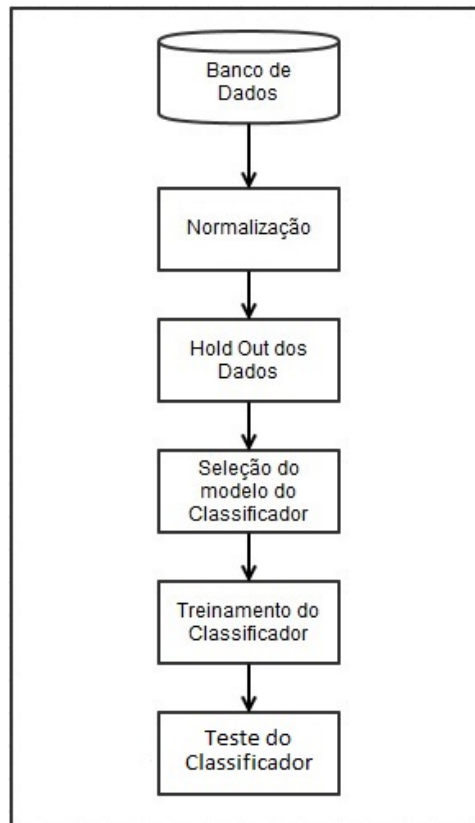 Banco de
Dados
Normalização
Hold Out dos
Dados
Seleção do
modelo do
Classificador
Treinamento do
Classificador
Teste do
Classificador